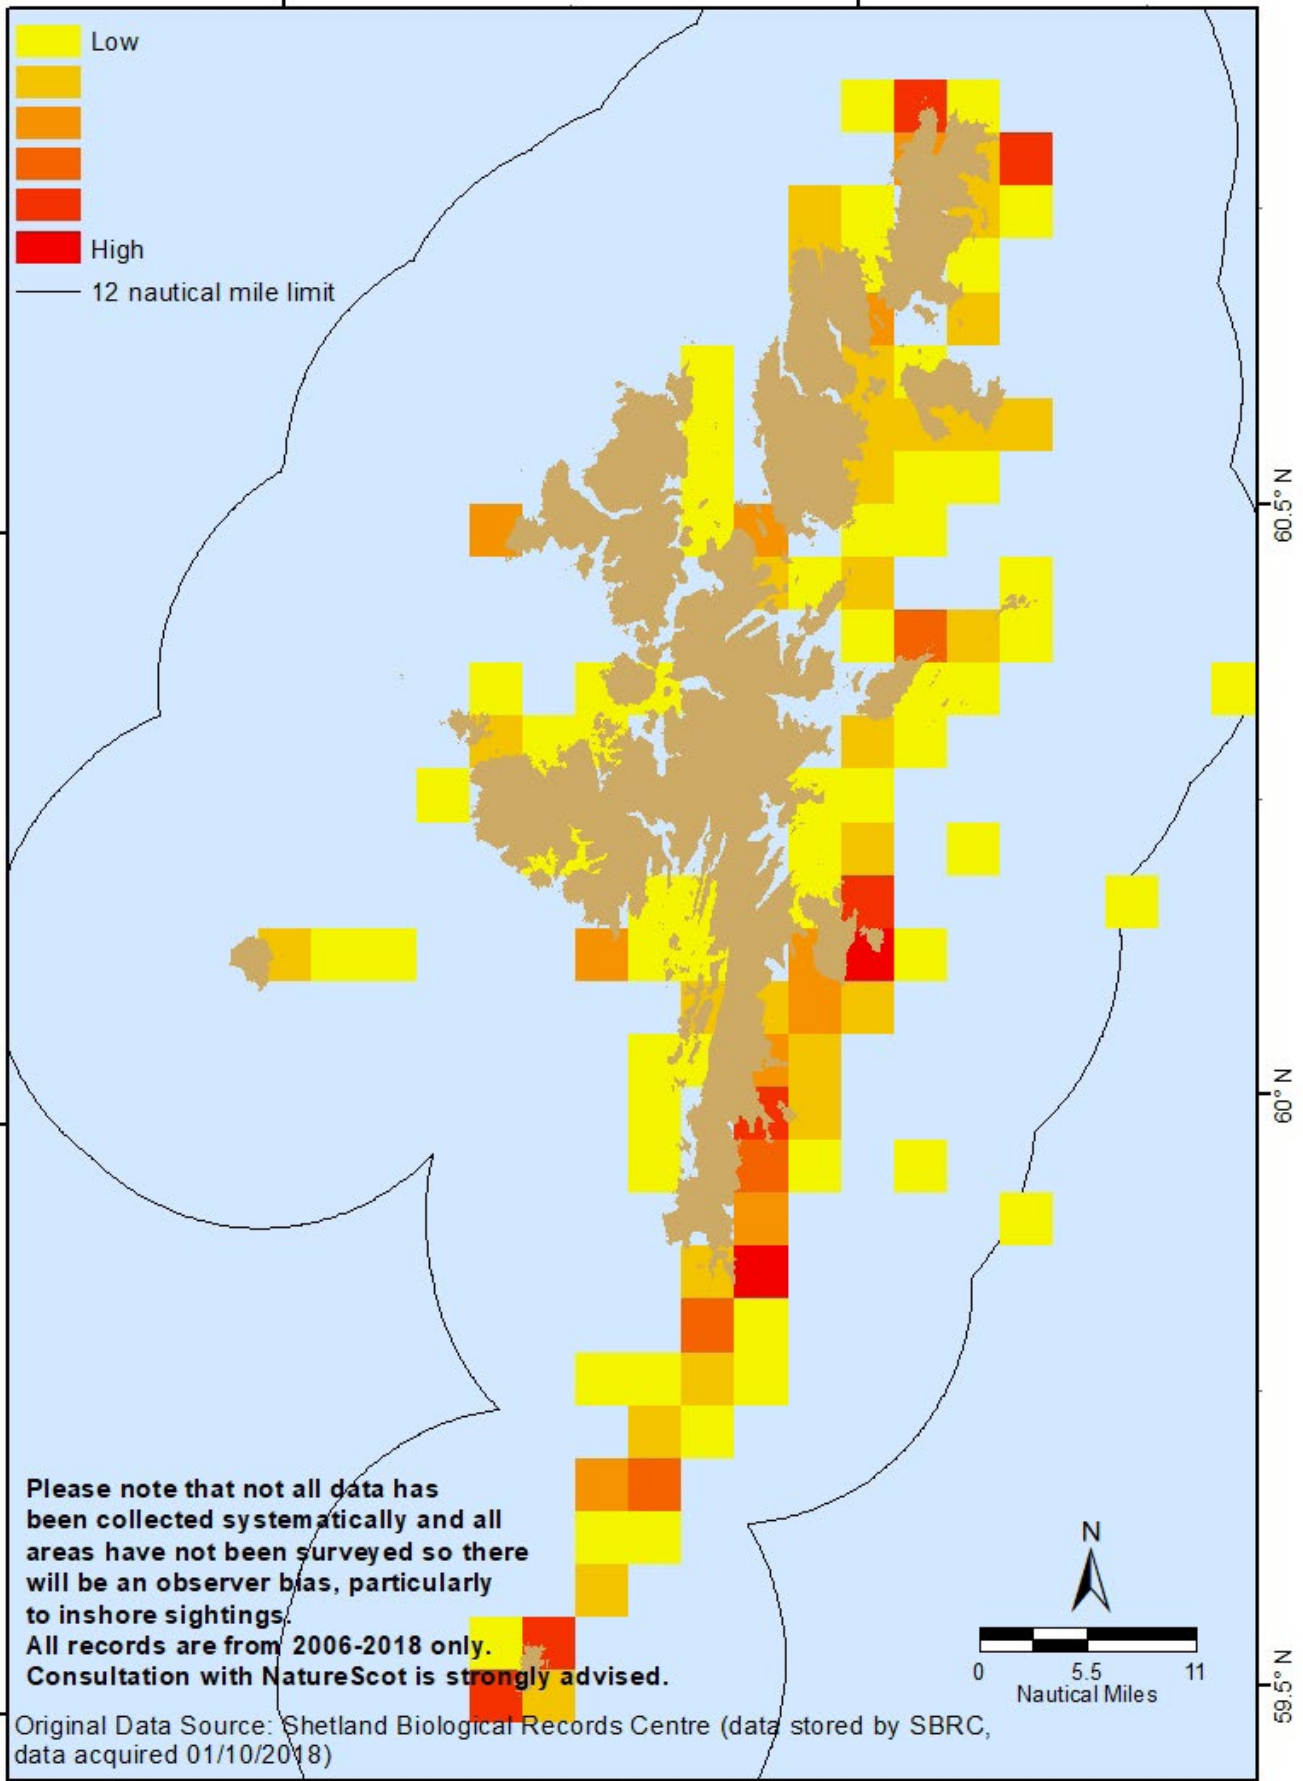 Low
High
12 nautical mile limit
60.5° N
60° N
Please note that not all data has
been collected systematically and all
areas have not been surveyed so there
will be an observer bias, particularly
to inshore sightings.
All records are from 2006-2018 only.
Consultation with NatureScot is strongly advised.
N
0 5.5 11
Nautical Miles
59.5° N
Original Data Source: Shetland Biological Records Centre (data stored by SBRC,
data acquired 01/10/2018)